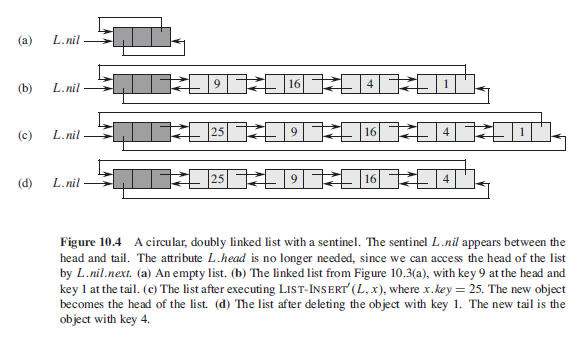 (a) L.nil
(b) L.nil 9 16 4 1
(c) L.nil 25 9 16 4 1
(d) L.nil 25 9 16 4
Figure 10.4 A circular, doubly linked list with a sentinel. The sentinel L.nil appears between the
head and tail. The attribute L.head is no longer needed, since we can access the head of the list
by L.nil.next. (a) An empty list. (b) The linked list from Figure 10.3(a), with key 9 at the head and
key 1 at the tail. (c) The list after executing LIST-INSERT′(L, x), where x.key = 25. The new object
becomes the head of the list. (d) The list after deleting the object with key 1. The new tail is the
object with key 4.